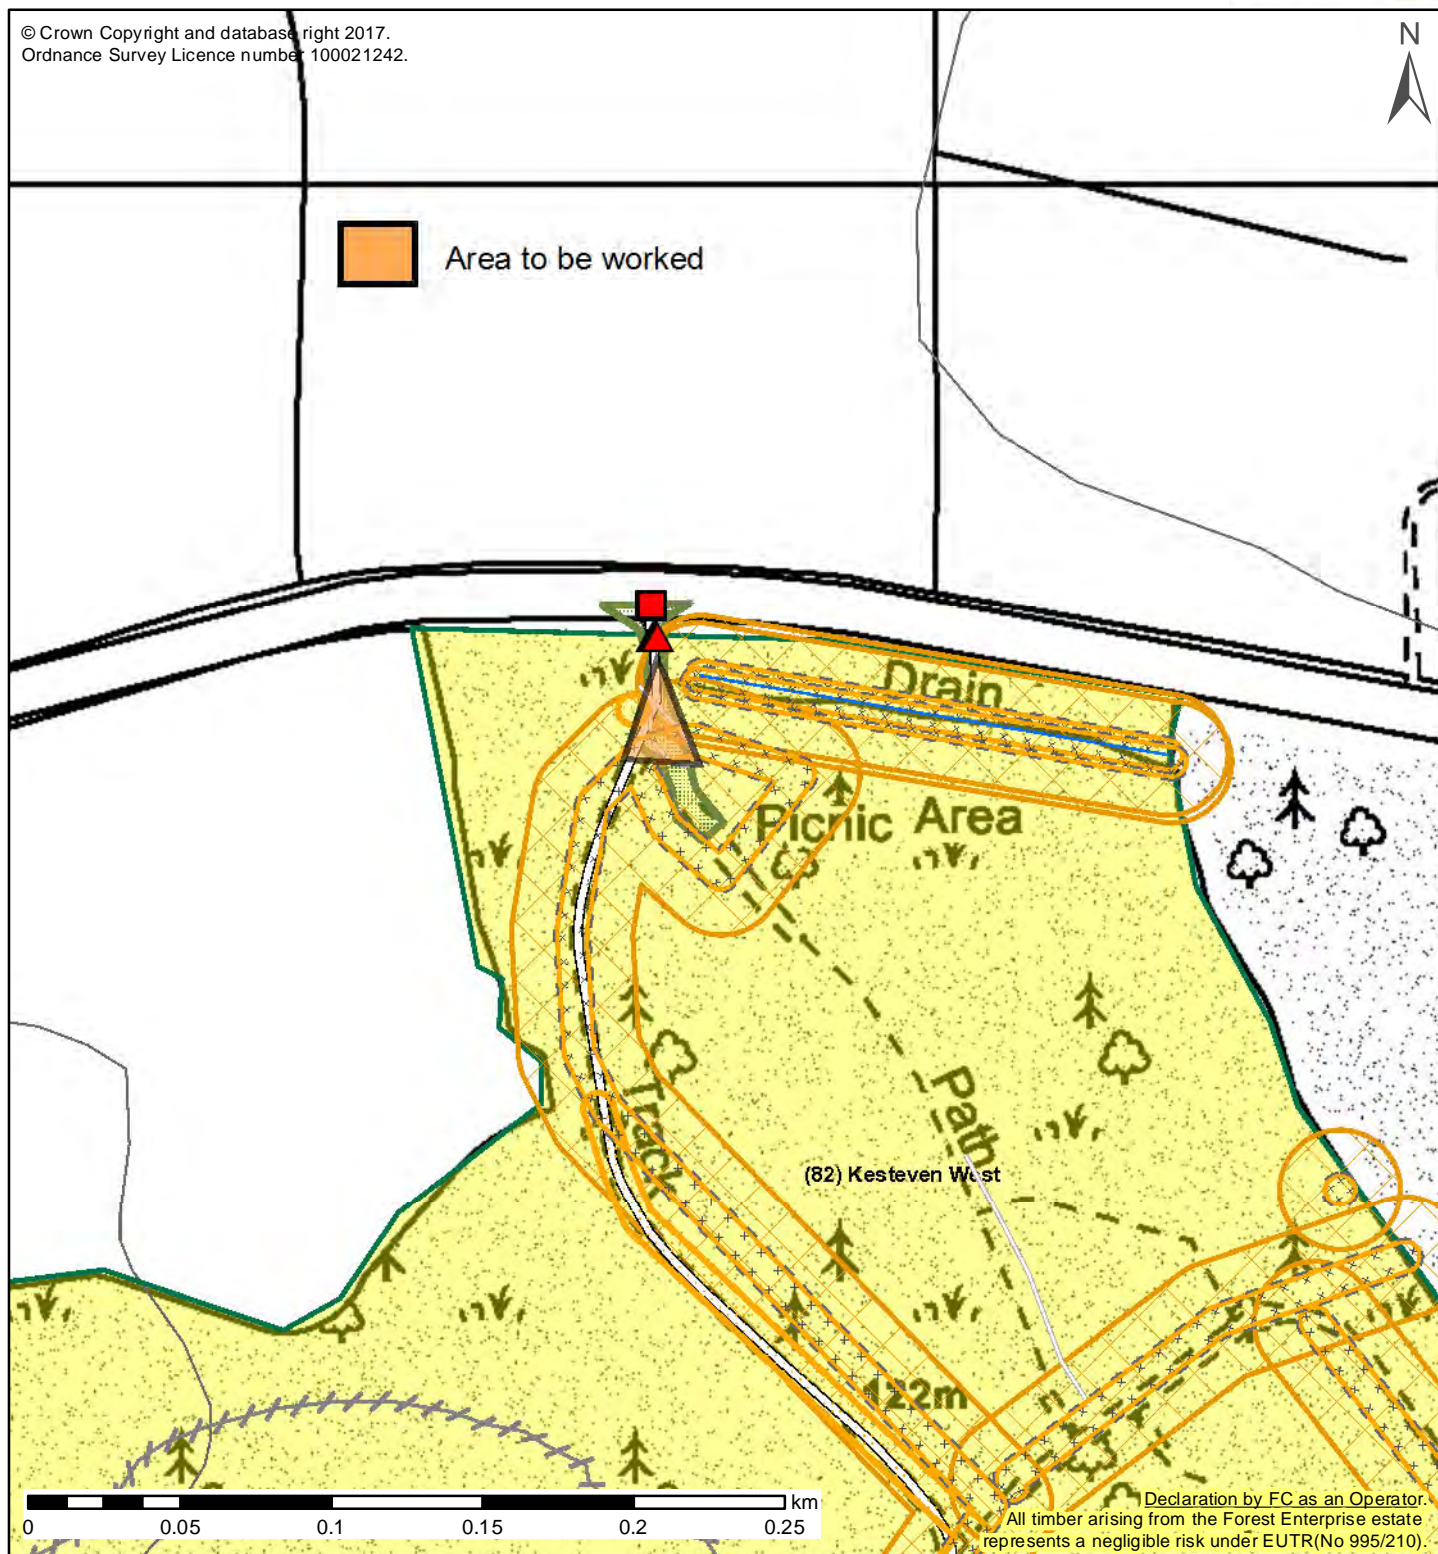 © Crown Copyright and database right 2017.
Ordnance Survey Licence number 100021242.
N
Area to be worked
Drain
Picnic Area
Track
Path
(82) Kesteven West
122m
km
0 0.05 0.1 0.15 0.2 0.25
Declaration by FC as an Operator.
All timber arising from the Forest Enterprise estate
represents a negligible risk under EUTR(No 995/210).